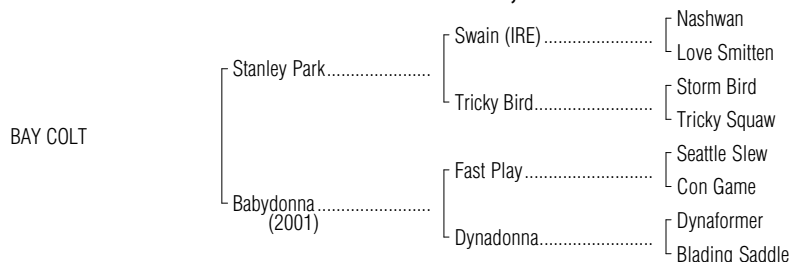 Nashwan
Swain (IRE)......................
Love Smitten
Stanley Park......................
Storm Bird
Tricky Bird.........................
Tricky Squaw
BAY COLT
Seattle Slew
Fast Play...........................
Con Game
Babydonna........................
(2001)
Dynaformer
Dynadonna........................
Blading Saddle